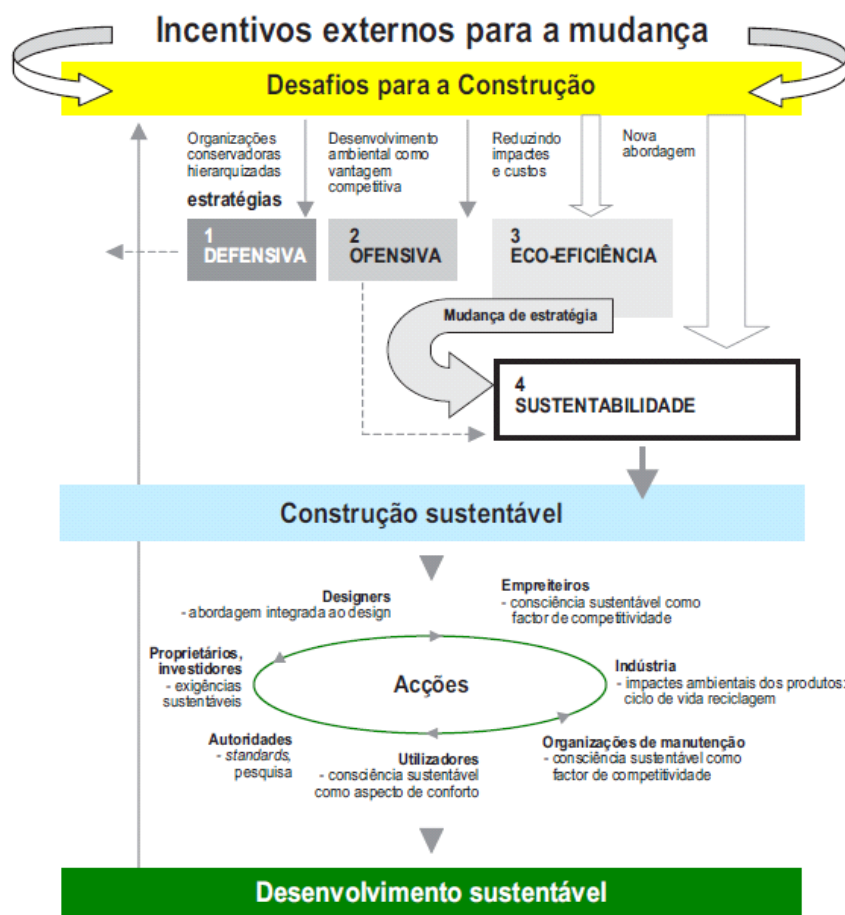 Incentivos externos para a mudança
Desafios para a Construção
Organizações
conservadoras
hierarquizadas
Desenvolvimento
ambiental como
vantagem
competitiva
Reduzindo
impactes
e custos
Nova
abordagem
estratégias
1
DEFENSIVA
2
OFENSIVA
3
ECO-EFICIÊNCIA
Mudança de estratégia
4
SUSTENTABILIDADE
Construção sustentável
Designers
- abordagem integrada ao design
Empreiteiros
- consciência sustentável como
factor de competitividade
Proprietários,
investidores
- exigências
sustentáveis
Acções
Indústria
- impactes ambientais dos produtos:
ciclo de vida reciclagem
Autoridades
- standards,
pesquisa
Utilizadores
- consciência sustentável
como aspecto de conforto
Organizações de manutenção
- consciência sustentável como
factor de competitividade
Desenvolvimento sustentável